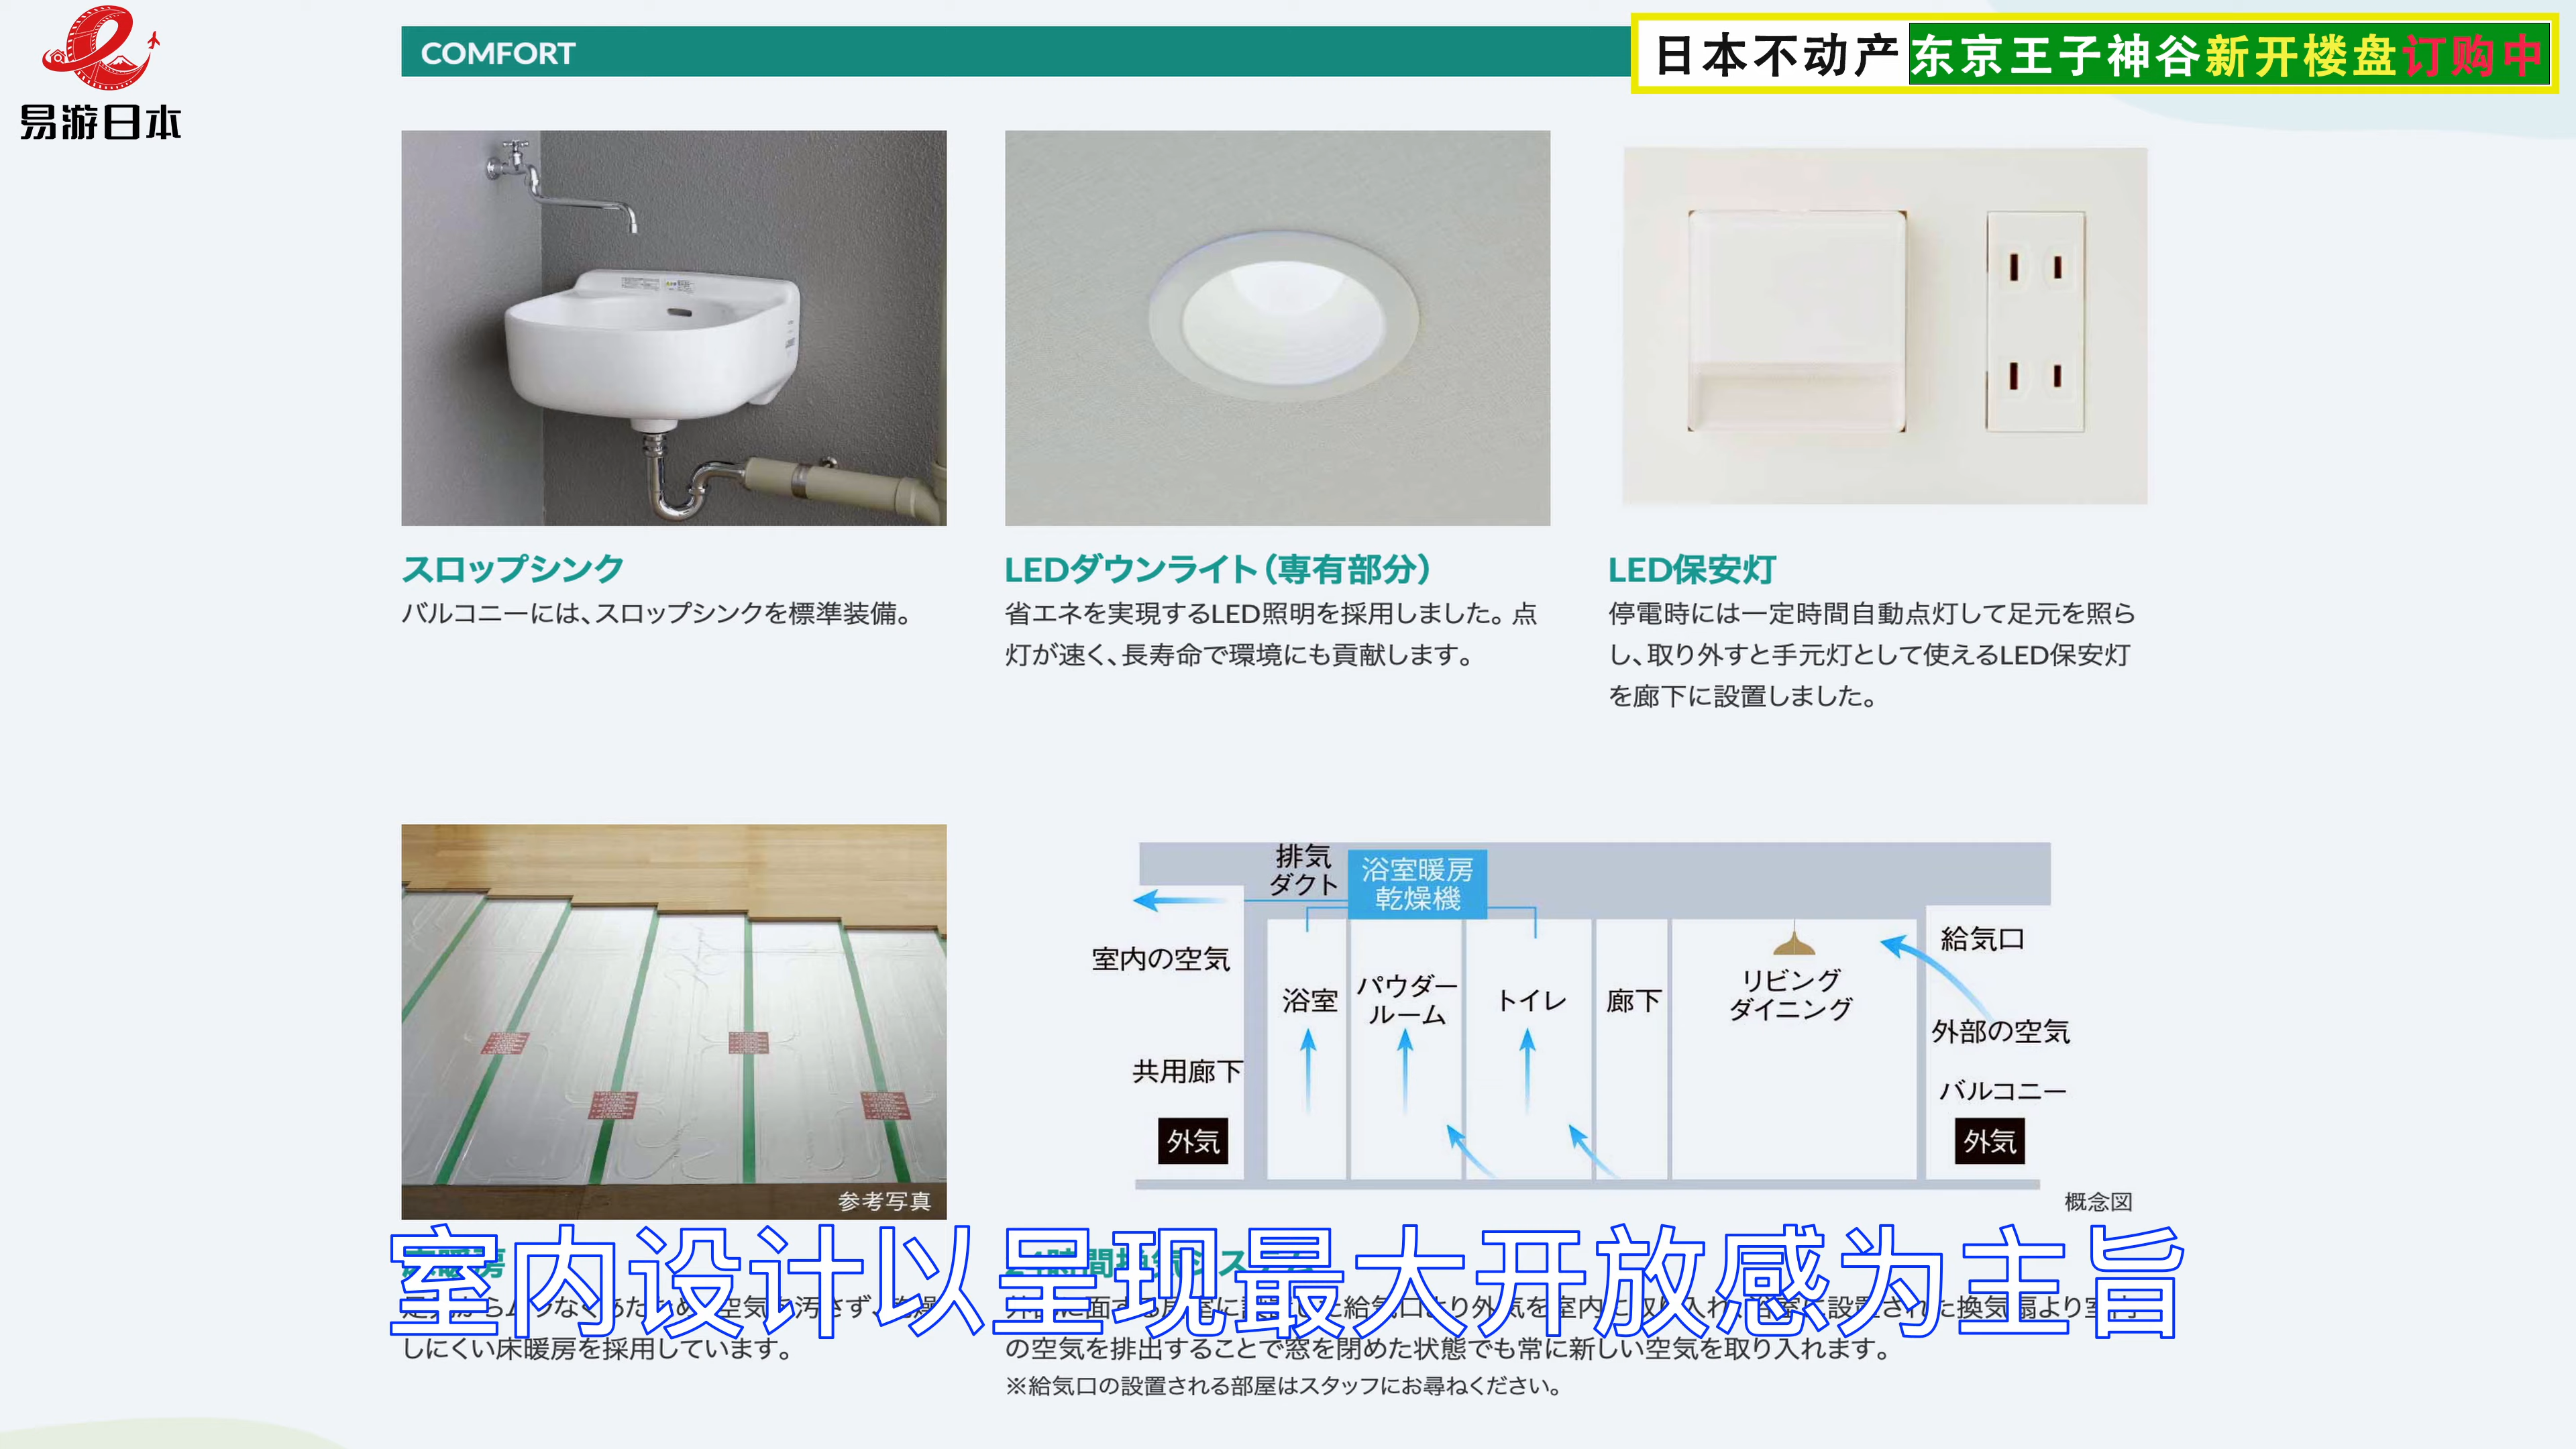 易游日本
COMFORT
日本不动产 东京王子神谷新开楼盘订购中
スロップシンク
バルコニーには、スロップシンクを標準装備。
LEDダウンライト（専有部分）
省エネを実現するLED照明を採用しました。点
灯が速く、長寿命で環境にも貢献します。
LED保安灯
停電時には一定時間自動点灯して足元を照ら
し、取り外すと手元灯として使えるLED保安灯
を廊下に設置しました。
参考写真
排気
ダクト
浴室暖房
乾燥機
室内の空気
浴室
パウダー
ルーム
トイレ
廊下
リビング
ダイニング
給気口
外部の空気
共用廊下
バルコニー
外気
外気
概念図
室内设计以呈现最大开放感为主旨
しにくい床暖房を採用しています。
の空気を排出することで窓を閉めた状態でも常に新しい空気を取り入れます。
※給気口の設置される部屋はスタッフにお尋ねください。